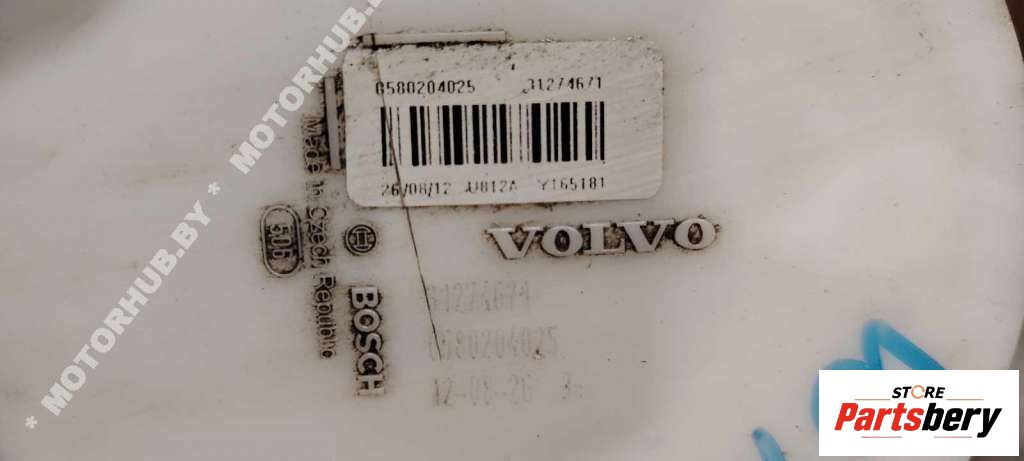 * MOTORHUB.BY * MOTORHUB.BY
0580204025 31274671
26/08/12 U812A Y165181
Made in Czech Republic
505
BOSCH
VOLVO
31274671
0580204025
12-08-26
STORE
Partsbery